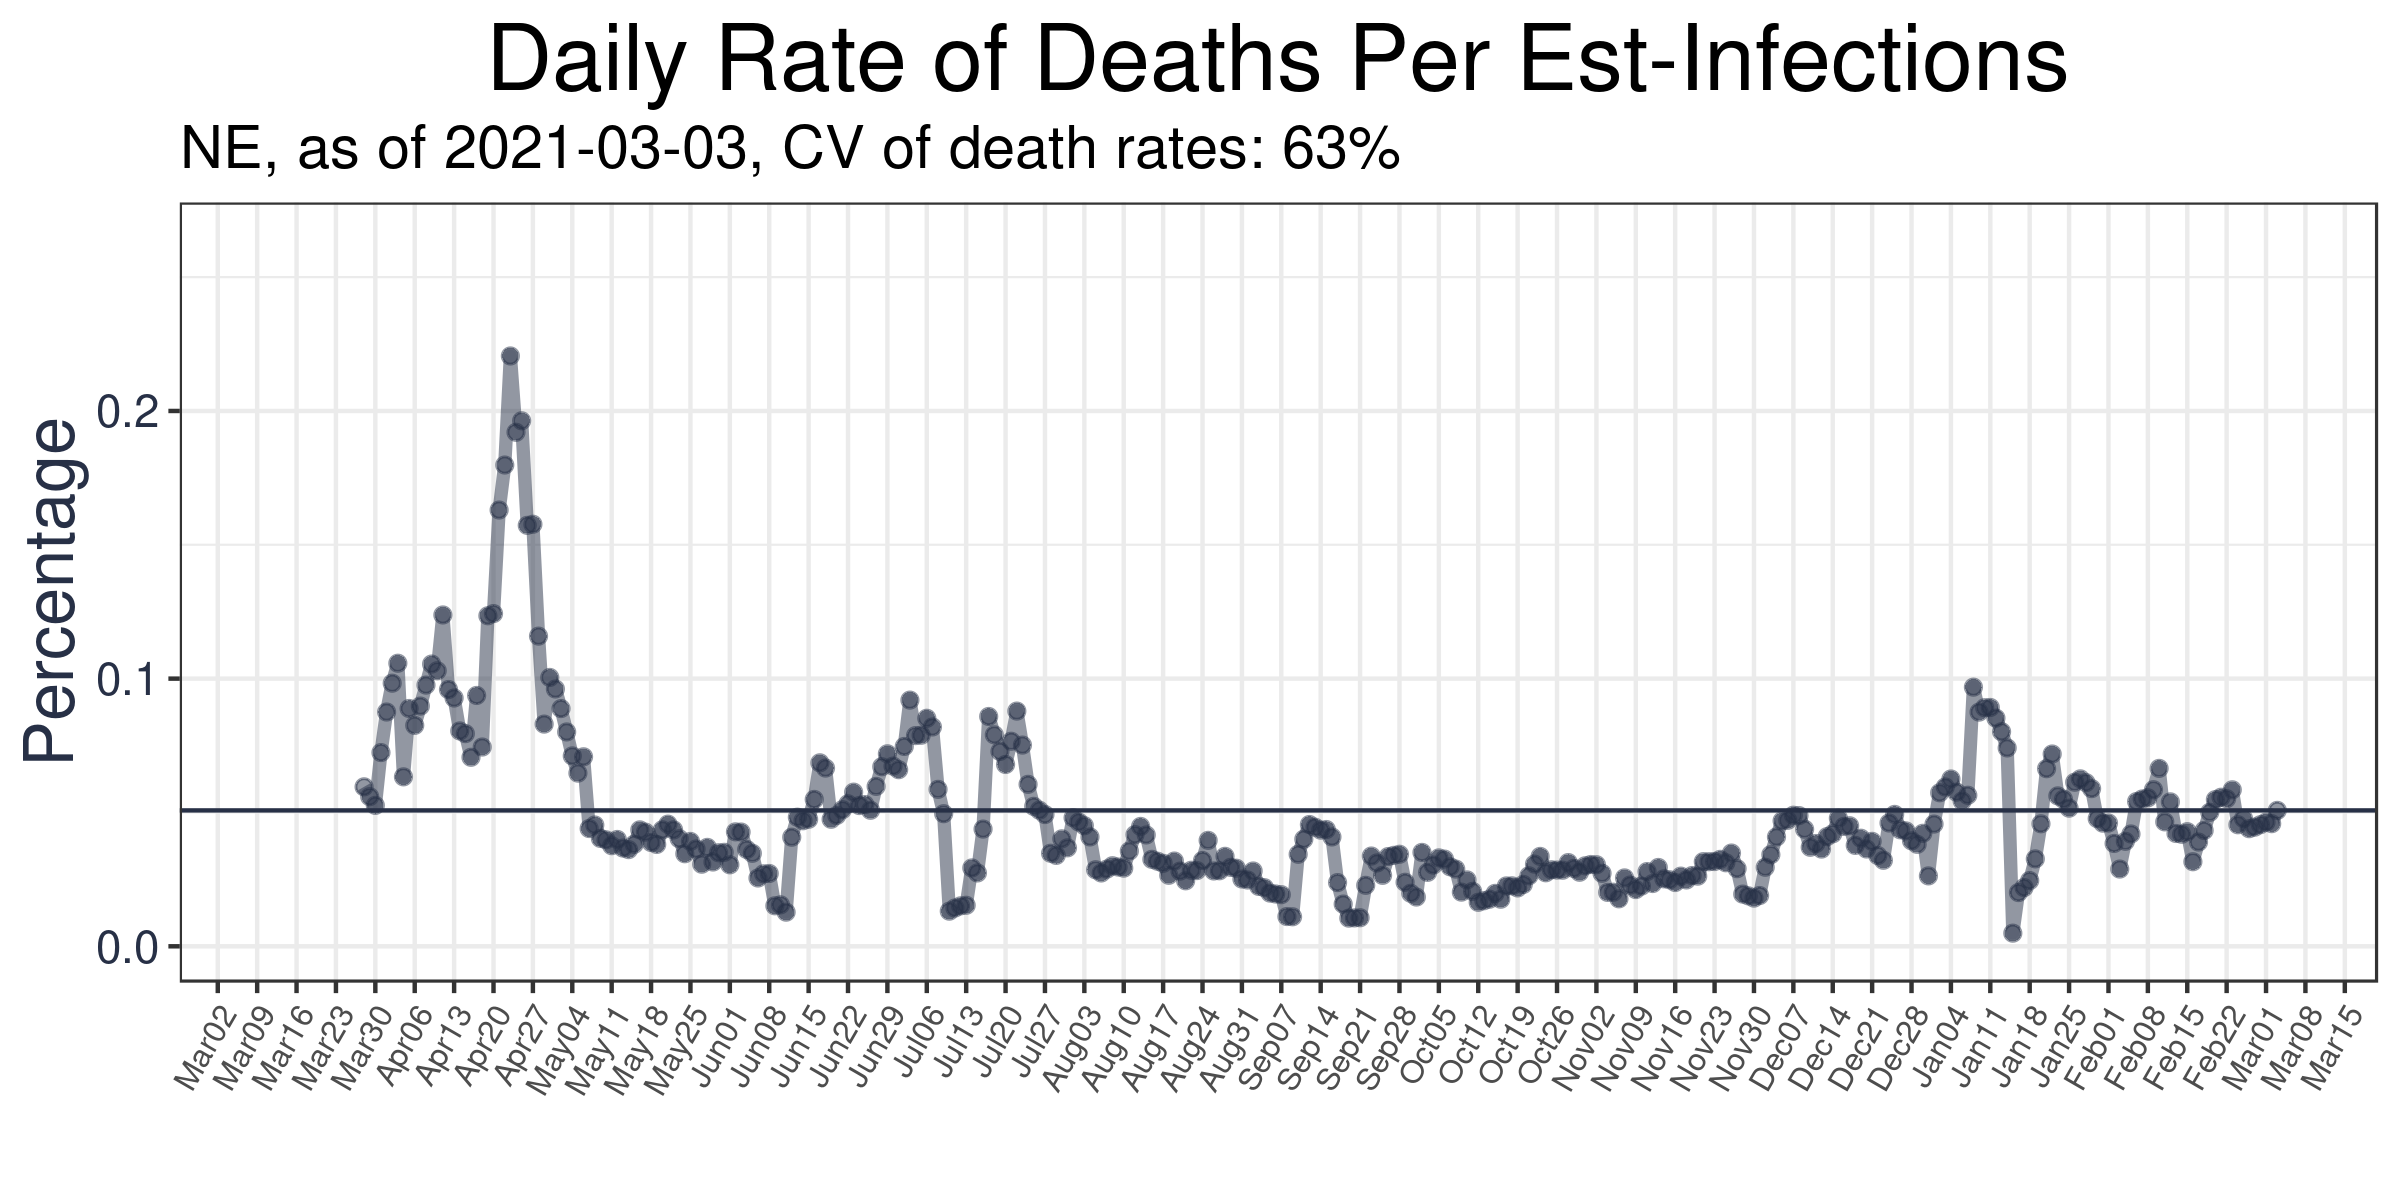 Daily Rate of Deaths Per Est-Infections
NE, as of 2021-03-03, CV of death rates: 63%
Percentage
0.2
0.1
0.0
Mar02
Mar09
Mar16
Mar23
Mar30
Apr06
Apr13
Apr20
Apr27
May04
May11
May18
May25
Jun01
Jun08
Jun15
Jun22
Jun29
Jul06
Jul13
Jul20
Jul27
Aug03
Aug10
Aug17
Aug24
Aug31
Sep07
Sep14
Sep21
Sep28
Oct05
Oct12
Oct19
Oct26
Nov02
Nov09
Nov16
Nov23
Nov30
Dec07
Dec14
Dec21
Dec28
Jan04
Jan11
Jan18
Jan25
Feb01
Feb08
Feb15
Feb22
Mar01
Mar08
Mar15